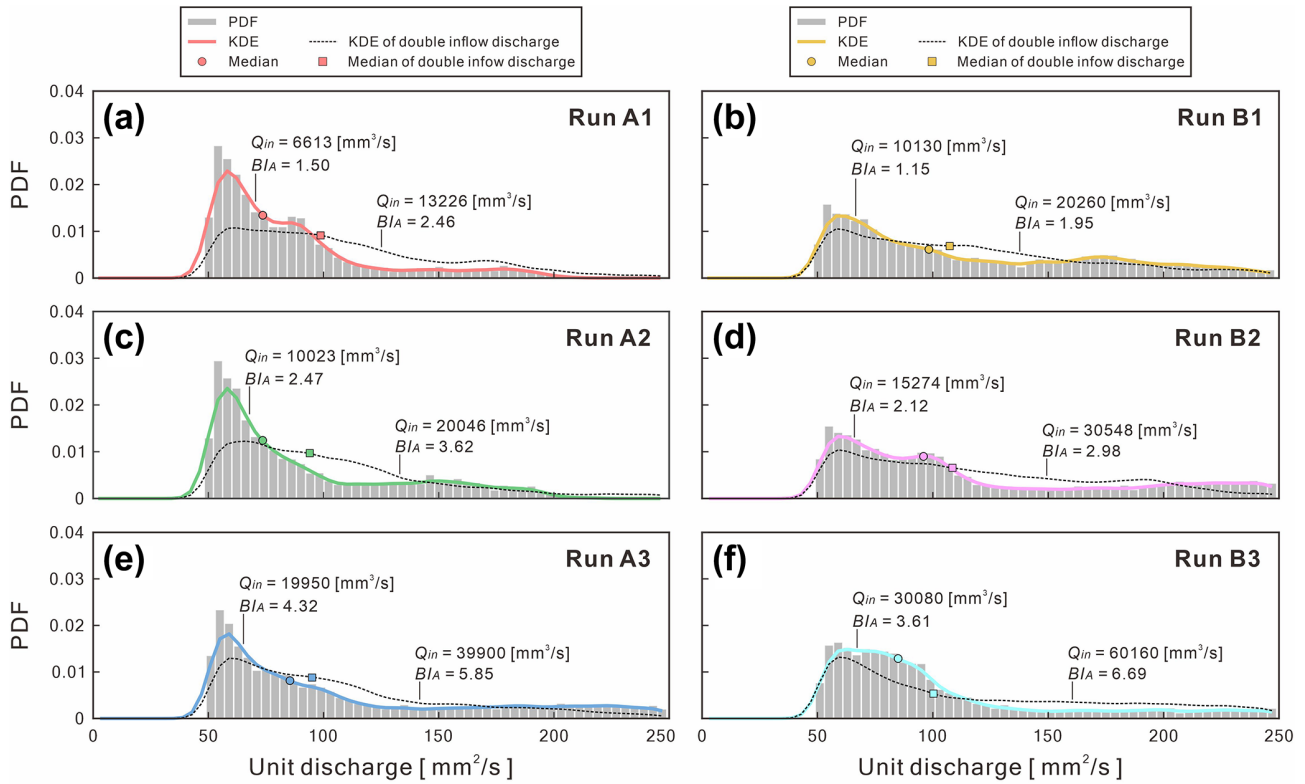 PDF
KDE
KDE of double inflow discharge
Median
Median of double infow discharge
PDF
KDE
KDE of double inflow discharge
Median
Median of double inflow discharge
0.04
0.03
0.02
0.01
0
PDF
(a)
Run A1
Qin = 6613 [mm³/s]
BIA = 1.50
Qin = 13226 [mm³/s]
BIA = 2.46
(b)
Run B1
Qin = 10130 [mm³/s]
BIA = 1.15
Qin = 20260 [mm³/s]
BIA = 1.95
0.04
0.03
0.02
0.01
0
PDF
(c)
Run A2
Qin = 10023 [mm³/s]
BIA = 2.47
Qin = 20046 [mm³/s]
BIA = 3.62
(d)
Run B2
Qin = 15274 [mm³/s]
BIA = 2.12
Qin = 30548 [mm³/s]
BIA = 2.98
0.04
0.03
0.02
0.01
0
PDF
(e)
Run A3
Qin = 19950 [mm³/s]
BIA = 4.32
Qin = 39900 [mm³/s]
BIA = 5.85
(f)
Run B3
Qin = 30080 [mm³/s]
BIA = 3.61
Qin = 60160 [mm³/s]
BIA = 6.69
0 50 100 150 200 250
0 50 100 150 200 250
Unit discharge [ mm²/s]
Unit discharge [ mm²/s]